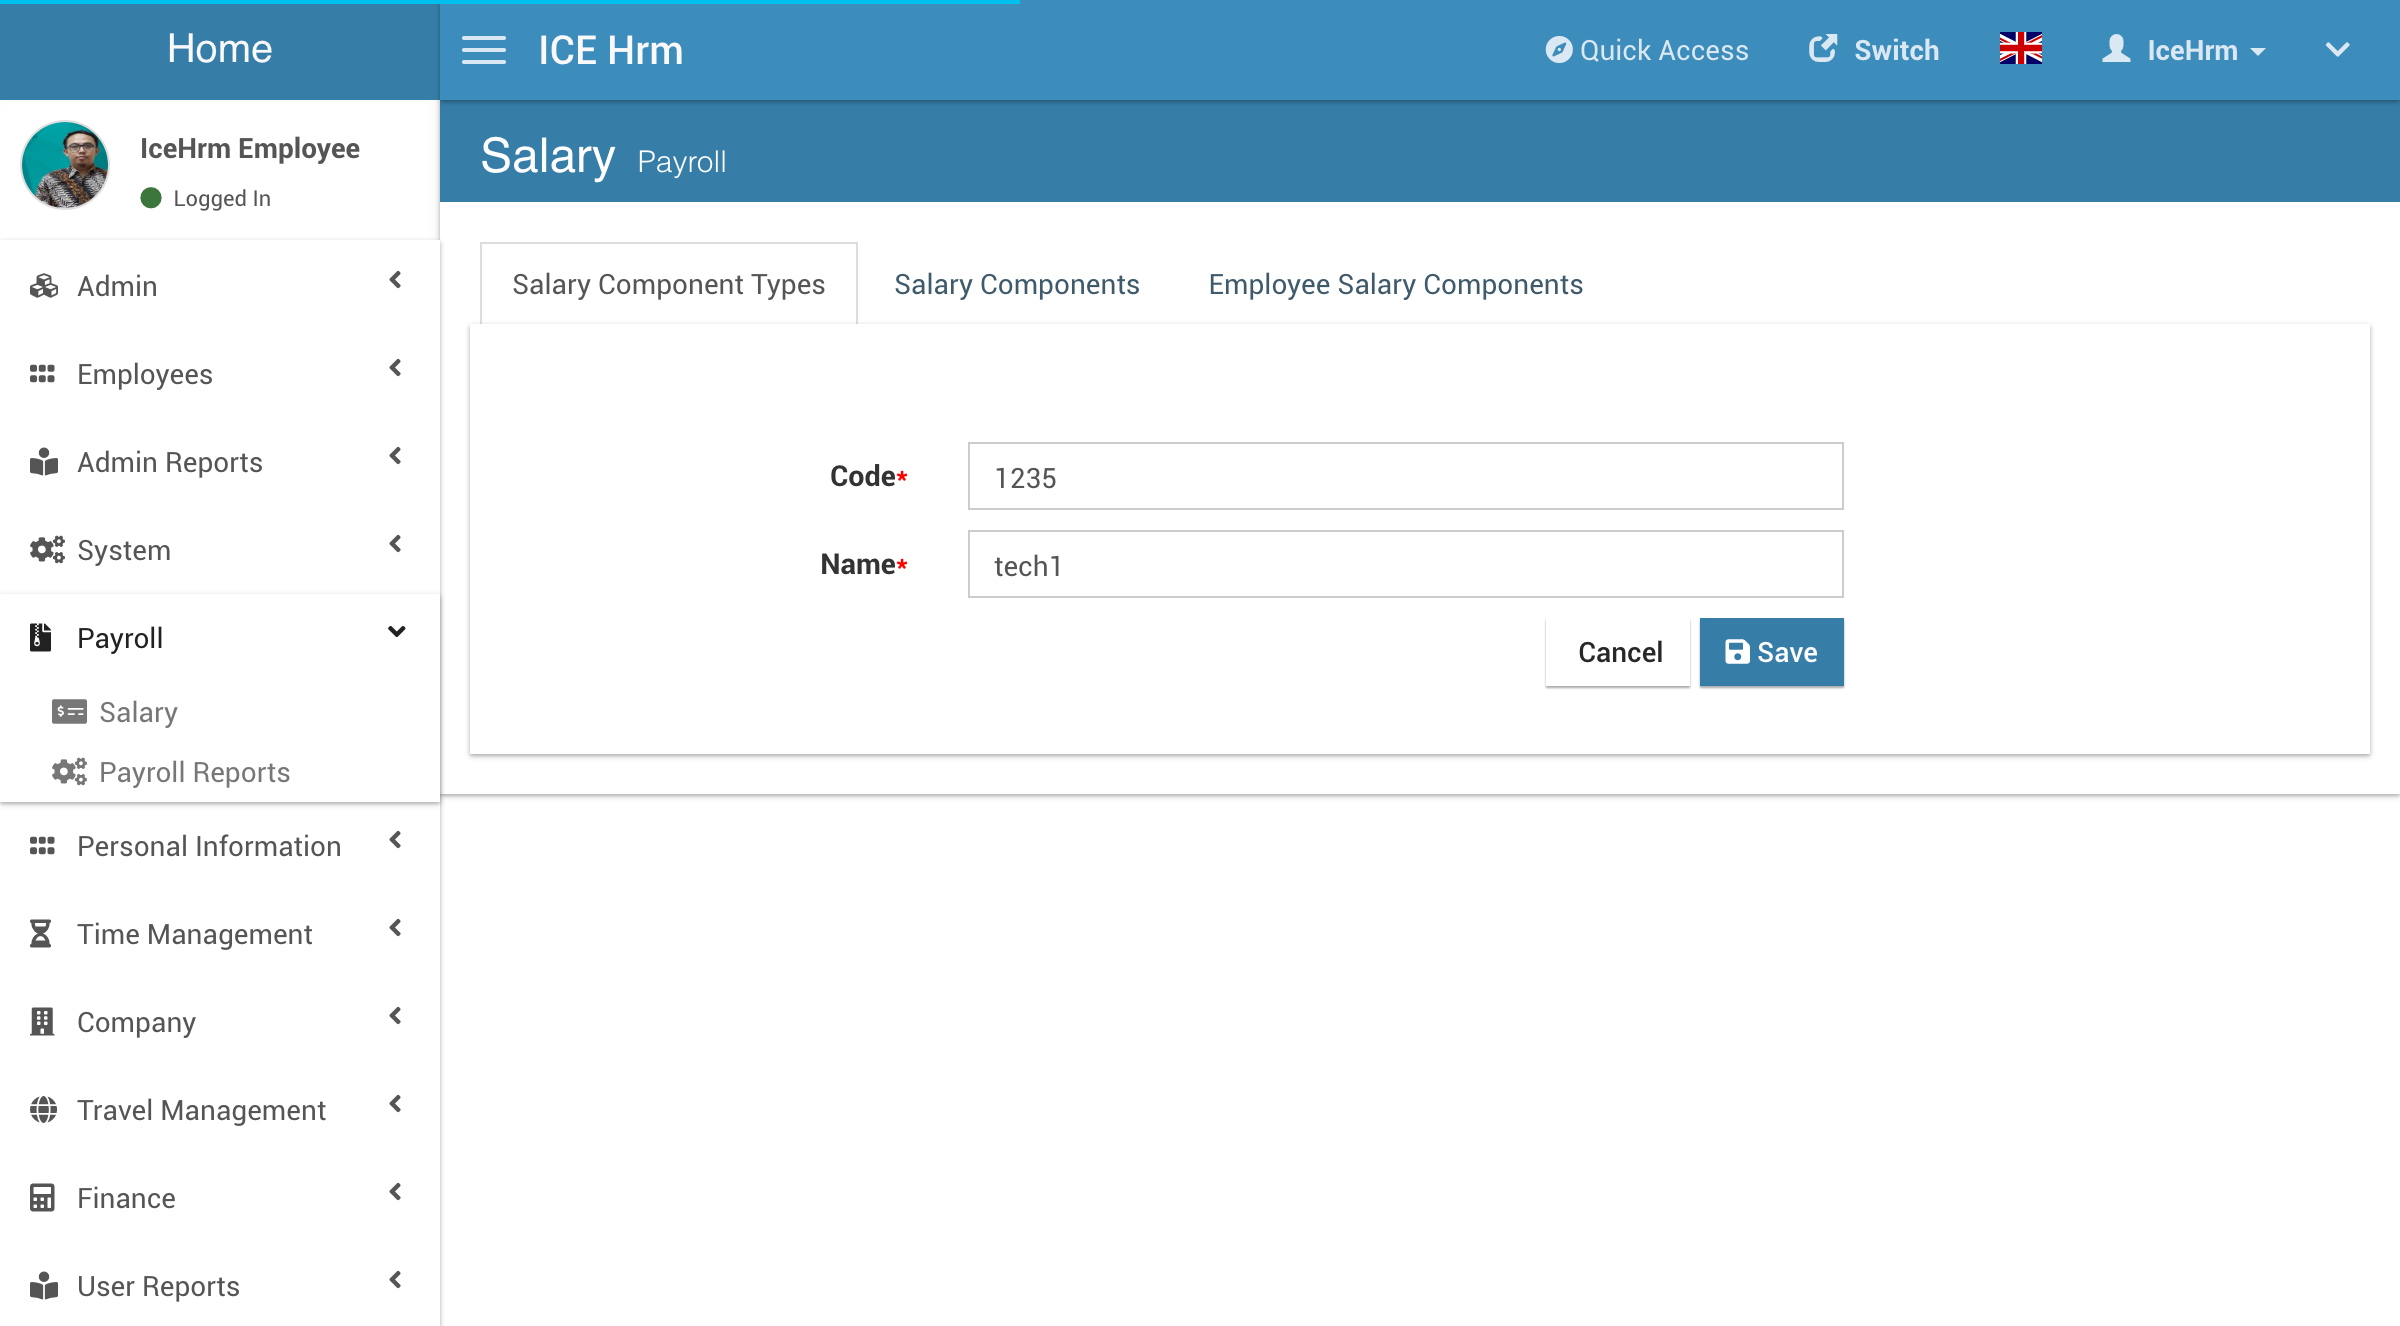 Home
ICE Hrm
Quick Access
Switch
IceHrm
IceHrm Employee
Logged In
Salary Payroll
Admin
Employees
Admin Reports
System
Payroll
Salary
Payroll Reports
Personal Information
Time Management
Company
Travel Management
Finance
User Reports
Salary Component Types
Salary Components
Employee Salary Components
Code* 1235
Name* tech1
Cancel
Save